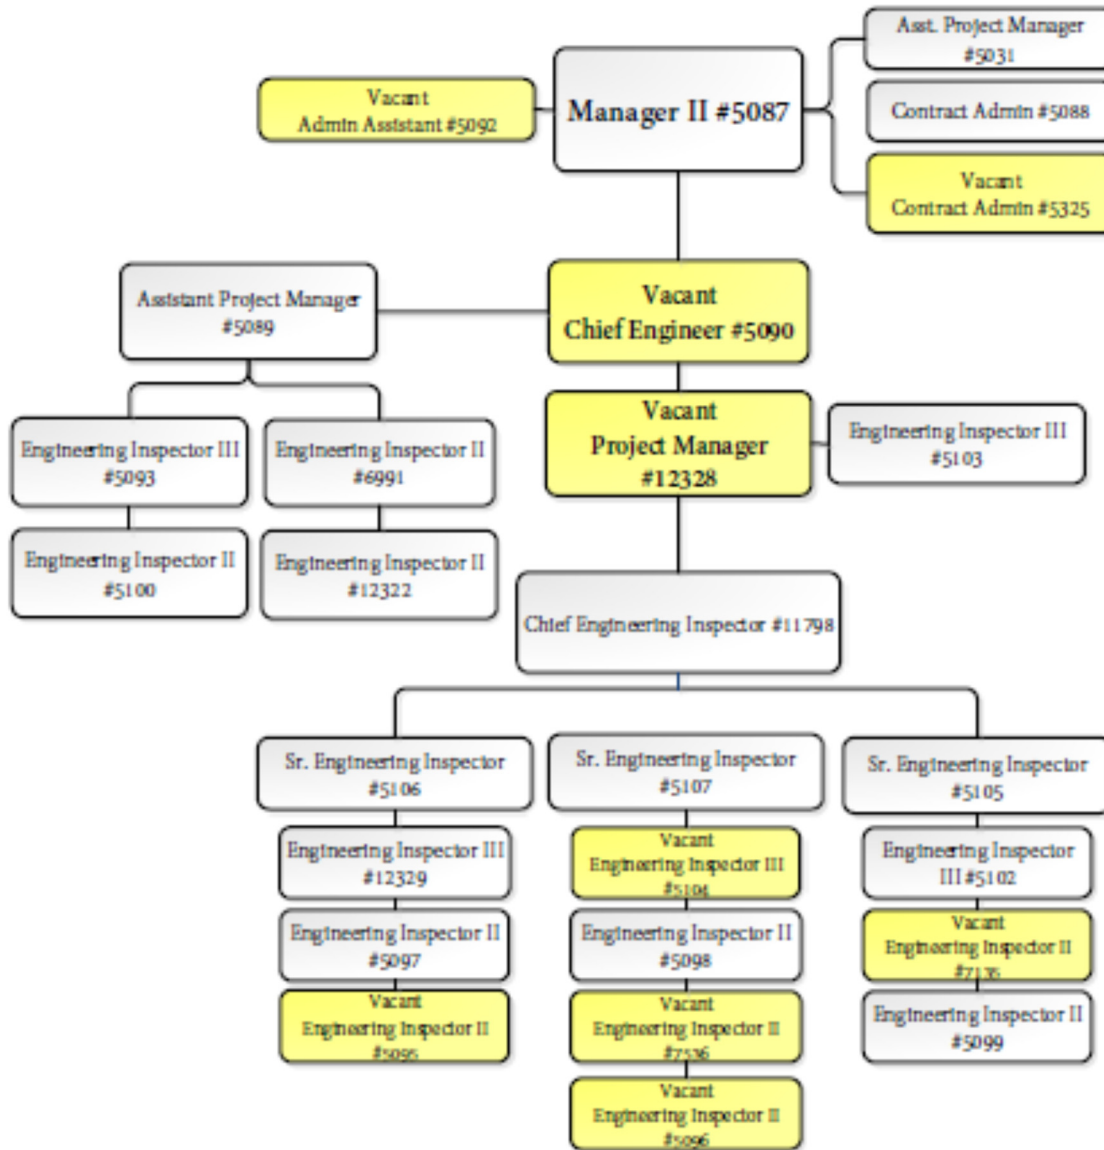 Asst. Project Manager
#5031
Vacant
Admin Assistant #5092
Manager II #5087
Contract Admin #5088
Vacant
Contract Admin #5325
Assistant Project Manager
#5089
Vacant
Chief Engineer #5090
Vacant
Project Manager
#12328
Engineering Inspector III
#5103
Engineering Inspector III
#5093
Engineering Inspector II
#6991
Engineering Inspector II
#5100
Engineering Inspector II
#12322
Chief Engineering Inspector #11798
Sr. Engineering Inspector
#5106
Sr. Engineering Inspector
#5107
Sr. Engineering Inspector
#5105
Engineering Inspector III
#12329
Vacant
Engineering Inspector III
#5104
Engineering Inspector
III #5102
Engineering Inspector II
#5097
Engineering Inspector II
#5098
Vacant
Engineering Inspector II
Vacant
Engineering Inspector II
#5095
Vacant
Engineering Inspector II
#7536
Engineering Inspector II
#5099
Vacant
Engineering Inspector II
#5096